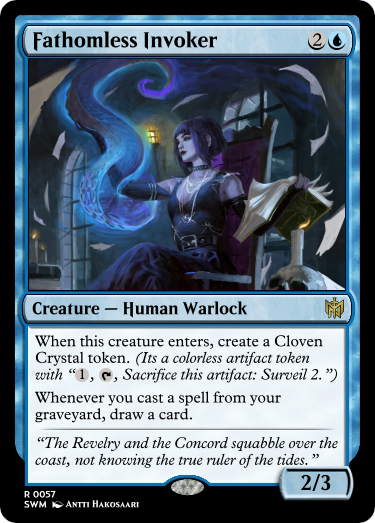 Fathomless Invoker 2
Creature — Human Warlock
When this creature enters, create a Cloven
Crystal token. (Its a colorless artifact token
with “1, , Sacrifice this artifact: Surveil 2.”)
Whenever you cast a spell from your
graveyard, draw a card.
“The Revelry and the Concord squabble over the
coast, not knowing the true ruler of the tides.”
2/3
R 0057
SWM Antti Hakosaari